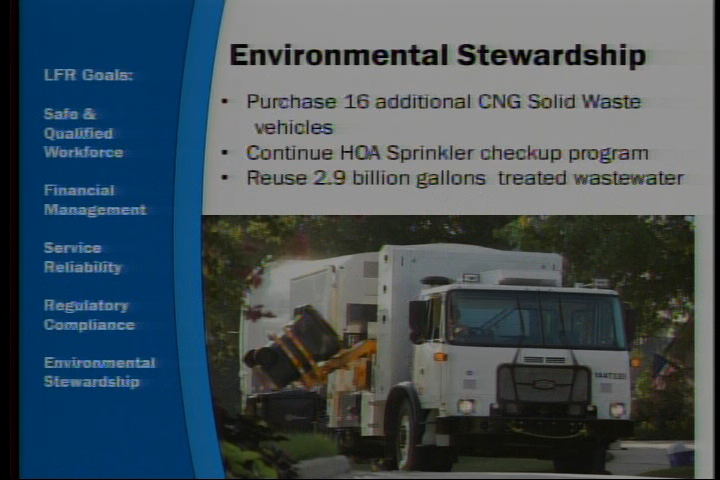 LFR Goals:
Safe &
Qualified
Workforce
Financial
Management
Service
Reliability
Regulatory
Compliance
Environmental
Stewardship
Environmental Stewardship
• Purchase 16 additional CNG Solid Waste
vehicles
• Continue HOA Sprinkler checkup program
• Reuse 2.9 billion gallons treated wastewater